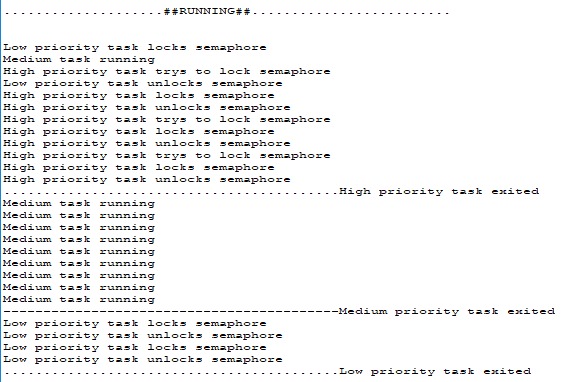 ....................##RUNNING##.........................
Low priority task locks semaphore
Medium task running
High priority task trys to lock semaphore
Low priority task unlocks semaphore
High priority task locks semaphore
High priority task unlocks semaphore
High priority task trys to lock semaphore
High priority task locks semaphore
High priority task unlocks semaphore
High priority task trys to lock semaphore
High priority task locks semaphore
High priority task unlocks semaphore
..........................................High priority task exited
Medium task running
Medium task running
Medium task running
Medium task running
Medium task running
Medium task running
Medium task running
Medium task running
Medium task running
------------------------------------------Medium priority task exited
Low priority task locks semaphore
Low priority task unlocks semaphore
Low priority task locks semaphore
Low priority task unlocks semaphore
..........................................Low priority task exited